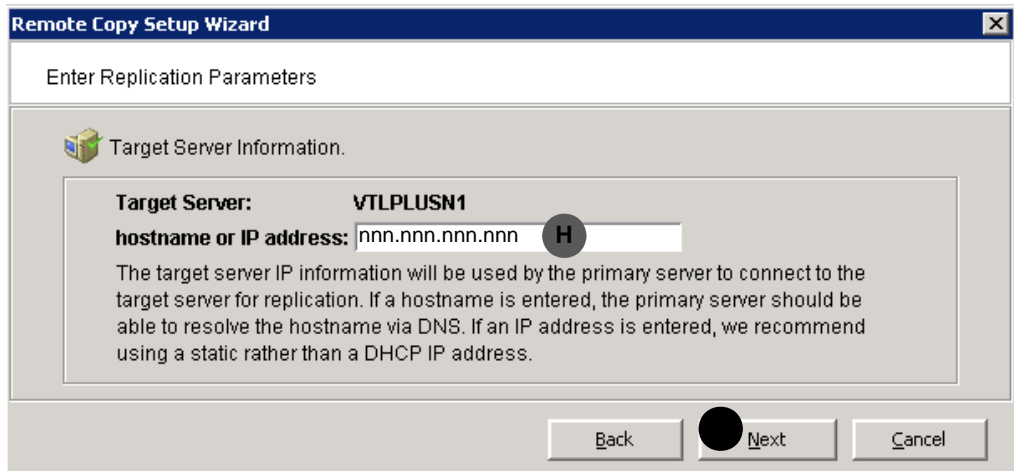 Remote Copy Setup Wizard
Enter Replication Parameters
Target Server Information.
Target Server: VTLPLUSN1
hostname or IP address: nnn.nnn.nnn.nnn H
The target server IP information will be used by the primary server to connect to the
target server for replication. If a hostname is entered, the primary server should be
able to resolve the hostname via DNS. If an IP address is entered, we recommend
using a static rather than a DHCP IP address.
Back Next Cancel